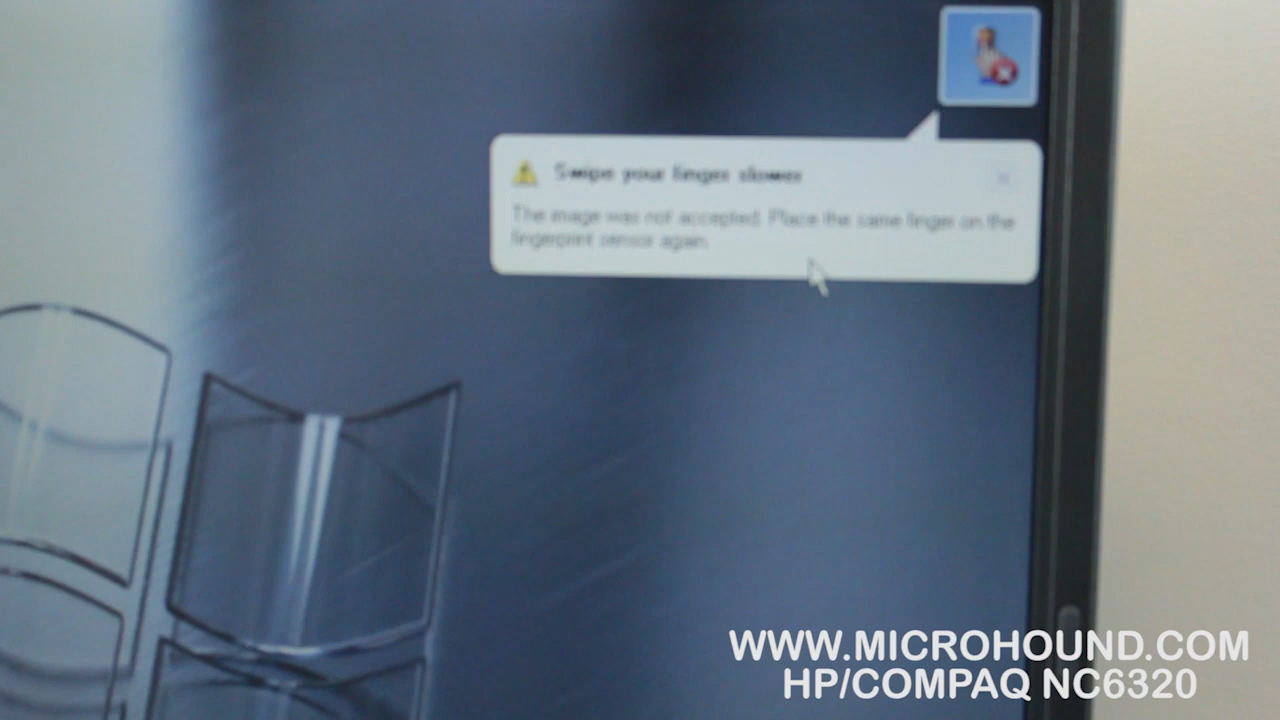 Swipe your finger slower
The image was not accepted. Place the same finger on the
fingerprint sensor again.
WWW.MICROHOUND.COM
HP/COMPAQ NC6320